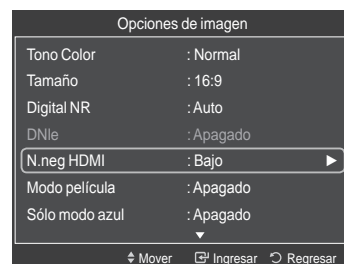 Opciones de imagen
Tono Color : Normal
Tamaño : 16:9
Digital NR : Auto
DNIe : Apagado
N.neg HDMI : Bajo
Modo película : Apagado
Sólo modo azul : Apagado
Mover Ingresar Regresar